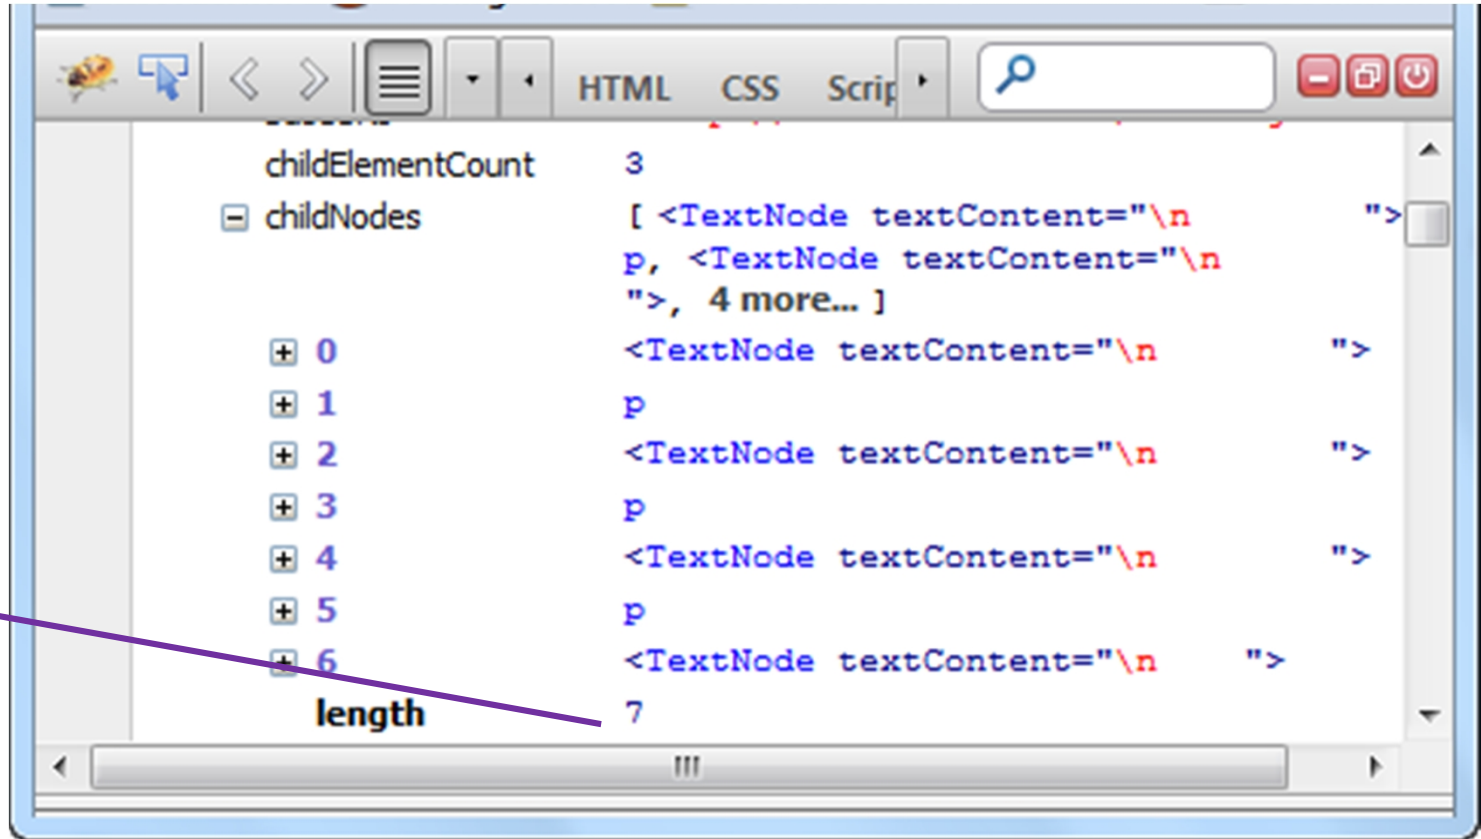 HTML CSS Scrip
childElementCount 3
childNodes [ <TextNode textContent="\n ">
p, <TextNode textContent="\n
">, 4 more... ]
0 <TextNode textContent="\n ">
1 p
2 <TextNode textContent="\n ">
3 p
4 <TextNode textContent="\n ">
5 p
6 <TextNode textContent="\n ">
length 7